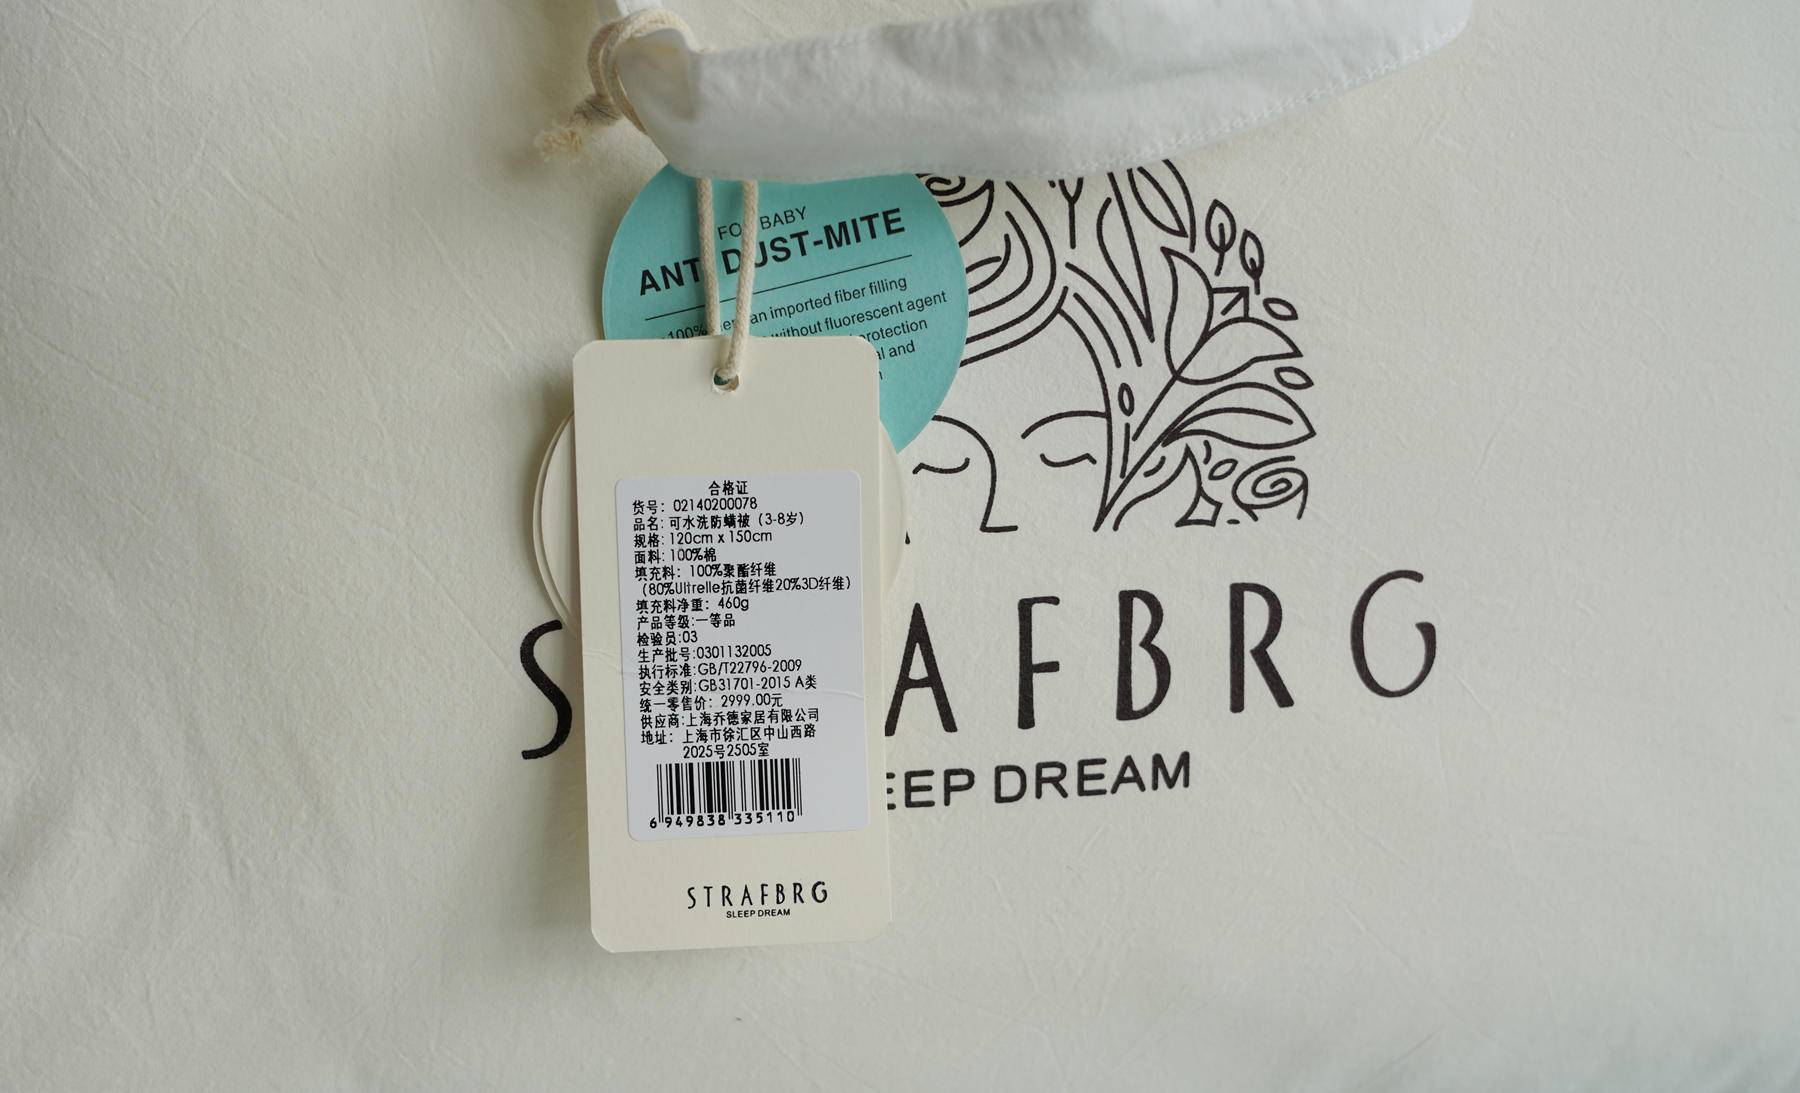 FOR BABY
ANTI DUST-MITE
100% German imported fiber filling
without fluorescent agent
protection
and
合格证
货号：02140200078
品名：可水洗防螨被（3-8岁）
规格：120cm x 150cm
面料：100%棉
填充料：100%聚酯纤维
（80%Ultrelle抗菌纤维20%3D纤维）
填充料净重：460g
产品等级:一等品
检验员:03
生产批号:0301132005
执行标准:GB/T22796-2009
安全类别:GB31701-2015 A类
统一零售价：2999.00元
供应商:上海乔德家居有限公司
地址：上海市徐汇区中山西路
2025号2505室
6 949838 335110
STRAFBRG
SLEEP DREAM
S AFBRG
EEP DREAM